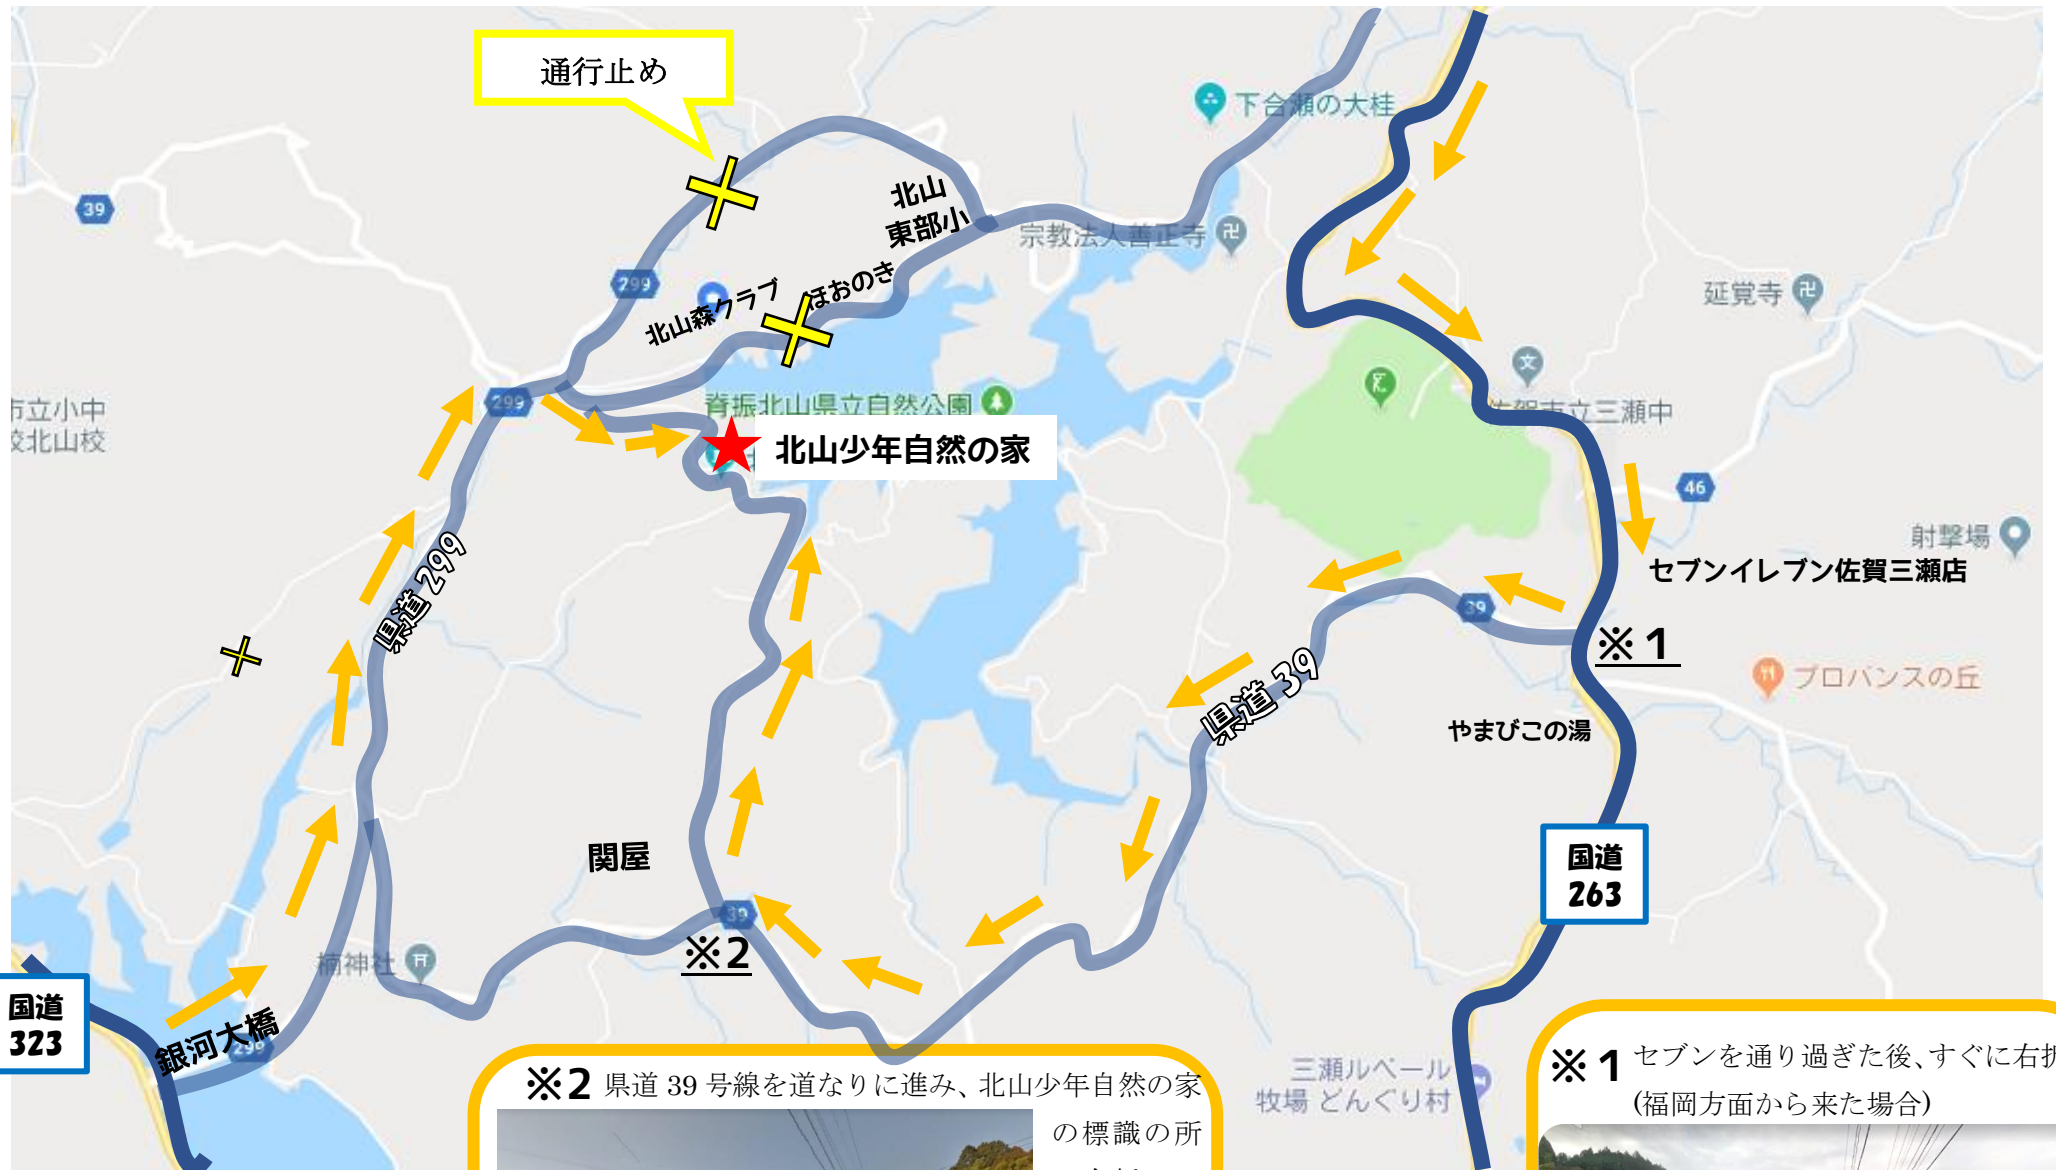 通行止め
下合瀬の大桂
39
北山
東部小
宗教法人善正寺
299
ほおのき
北山森クラブ
延覚寺
文
299
市立小中
校北山校
脊振北山県立自然公園
佐賀市立三瀬中
北山少年自然の家
46
射撃場
セブンイレブン佐賀三瀬店
県道 299
39
※１
県道 39
プロバンスの丘
やまびこの湯
関屋
国道
263
39
※2
楠神社
国道
323
銀河大橋
299
三瀬ルベール
牧場 どんぐり村
※2 県道 39 号線を道なりに進み、北山少年自然の家
の標識の所
※１ セブンを通り過ぎた後、すぐに右折
(福岡方面から来た場合)